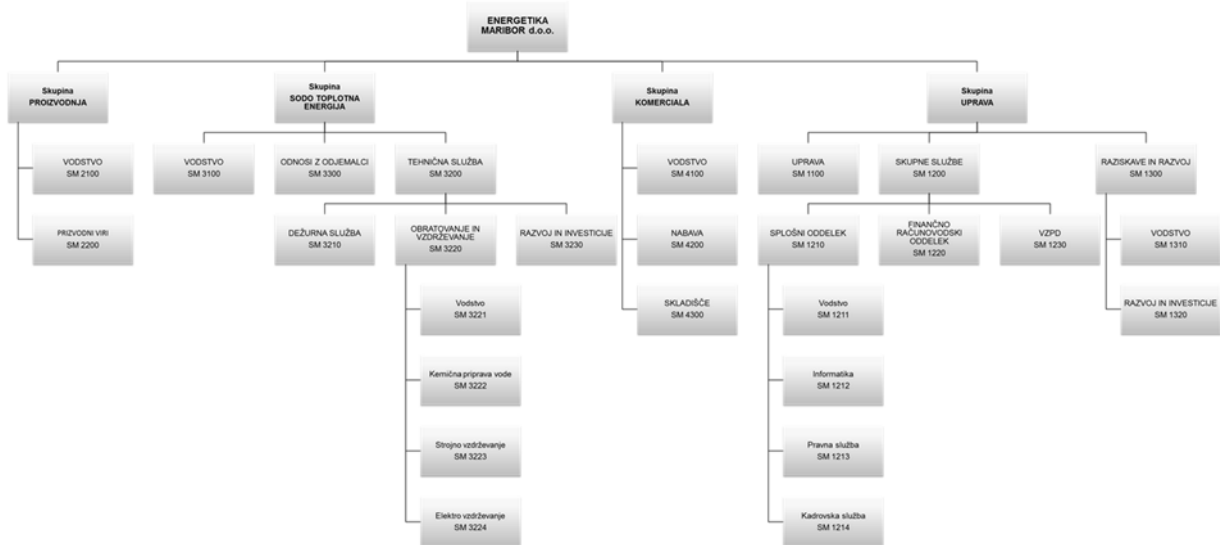 ENERGETIKA
MARIBOR d.o.o.
Skupina
PROIZVODNJA
Skupina
SODO TOPLOTNA
ENERGIJA
Skupina
KOMERCIALA
Skupina
UPRAVA
VODSTVO
SM 2100
VODSTVO
SM 3100
ODNOSI Z ODJEMALCI
SM 3300
TEHNIČNA SLUŽBA
SM 3200
VODSTVO
SM 4100
UPRAVA
SM 1100
SKUPNE SLUŽBE
SM 1200
RAZISKAVE IN RAZVOJ
SM 1300
PRIZVODNI VIRI
SM 2200
DEŽURNA SLUŽBA
SM 3210
OBRATOVANJE IN
VZDRŽEVANJE
SM 3220
RAZVOJ IN INVESTICIJE
SM 3230
NABAVA
SM 4200
SPLOŠNI ODDELEK
SM 1210
FINANČNO
RAČUNOVODSKI
ODDELEK
SM 1220
VZPD
SM 1230
VODSTVO
SM 1310
Vodstvo
SM 3221
SKLADIŠČE
SM 4300
Vodstvo
SM 1211
RAZVOJ IN INVESTICIJE
SM 1320
Kemična priprava vode
SM 3222
Informatika
SM 1212
Strojno vzdrževanje
SM 3223
Pravna služba
SM 1213
Elektro vzdrževanje
SM 3224
Kadrovska služba
SM 1214